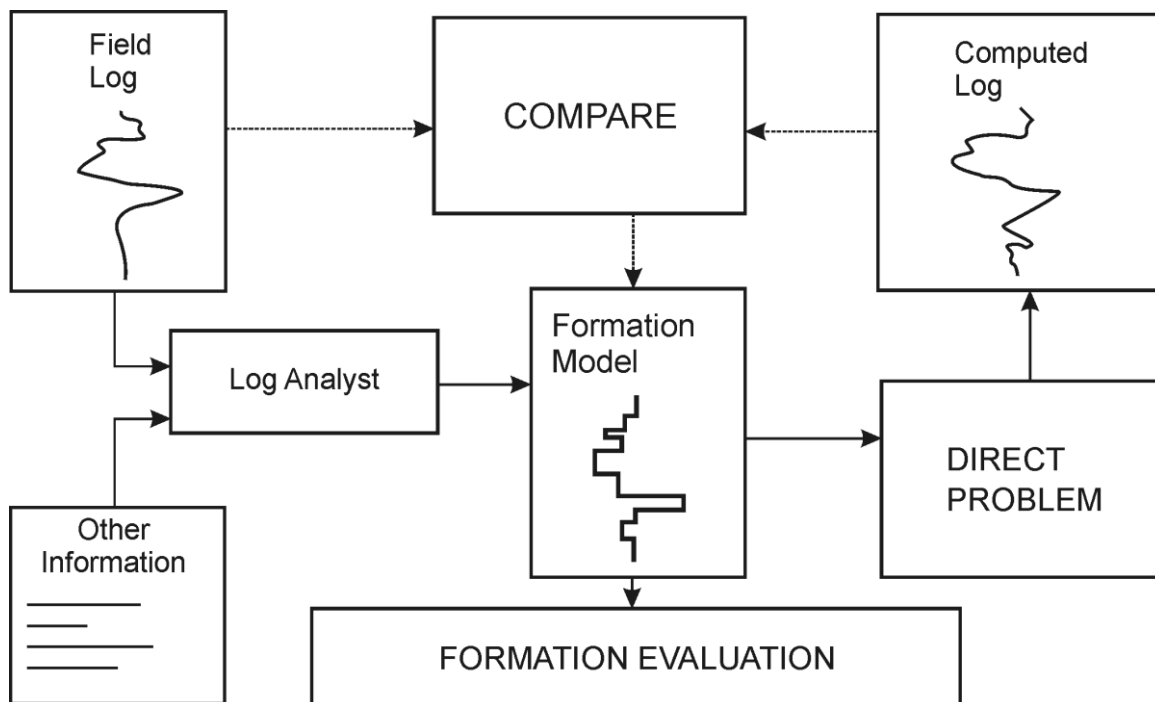 Field
Log
COMPARE
Computed
Log
Log Analyst
Formation
Model
DIRECT
PROBLEM
Other
Information
FORMATION EVALUATION